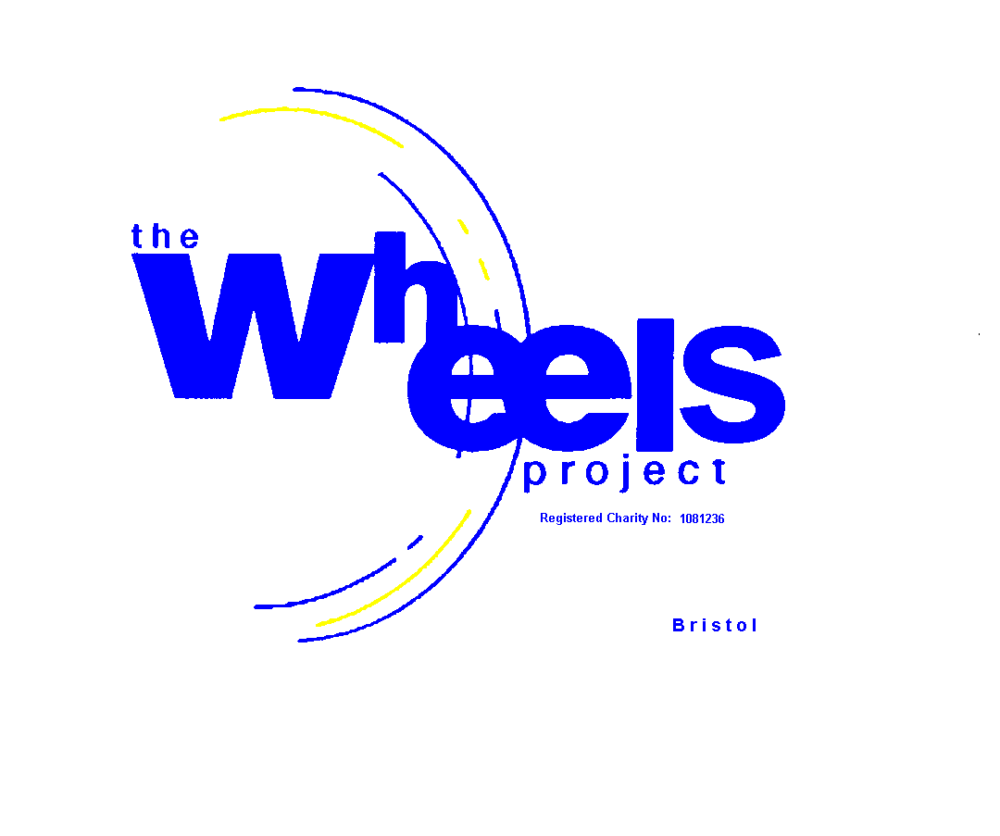 the
wheels
project
Registered Charity No: 1081236
Bristol